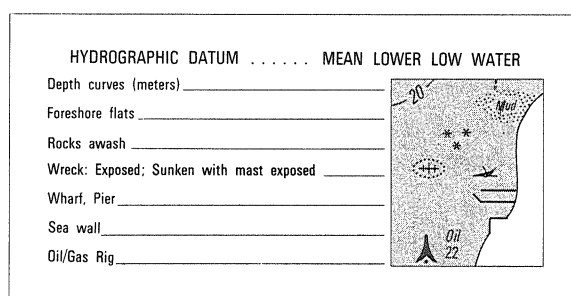 HYDROGRAPHIC DATUM ...... MEAN LOWER LOW WATER
Depth curves (meters)
20
Mud
Foreshore flats
Rocks awash
Wreck: Exposed; Sunken with mast exposed
Wharf, Pier
Sea wall
Oil
Oil/Gas Rig
22